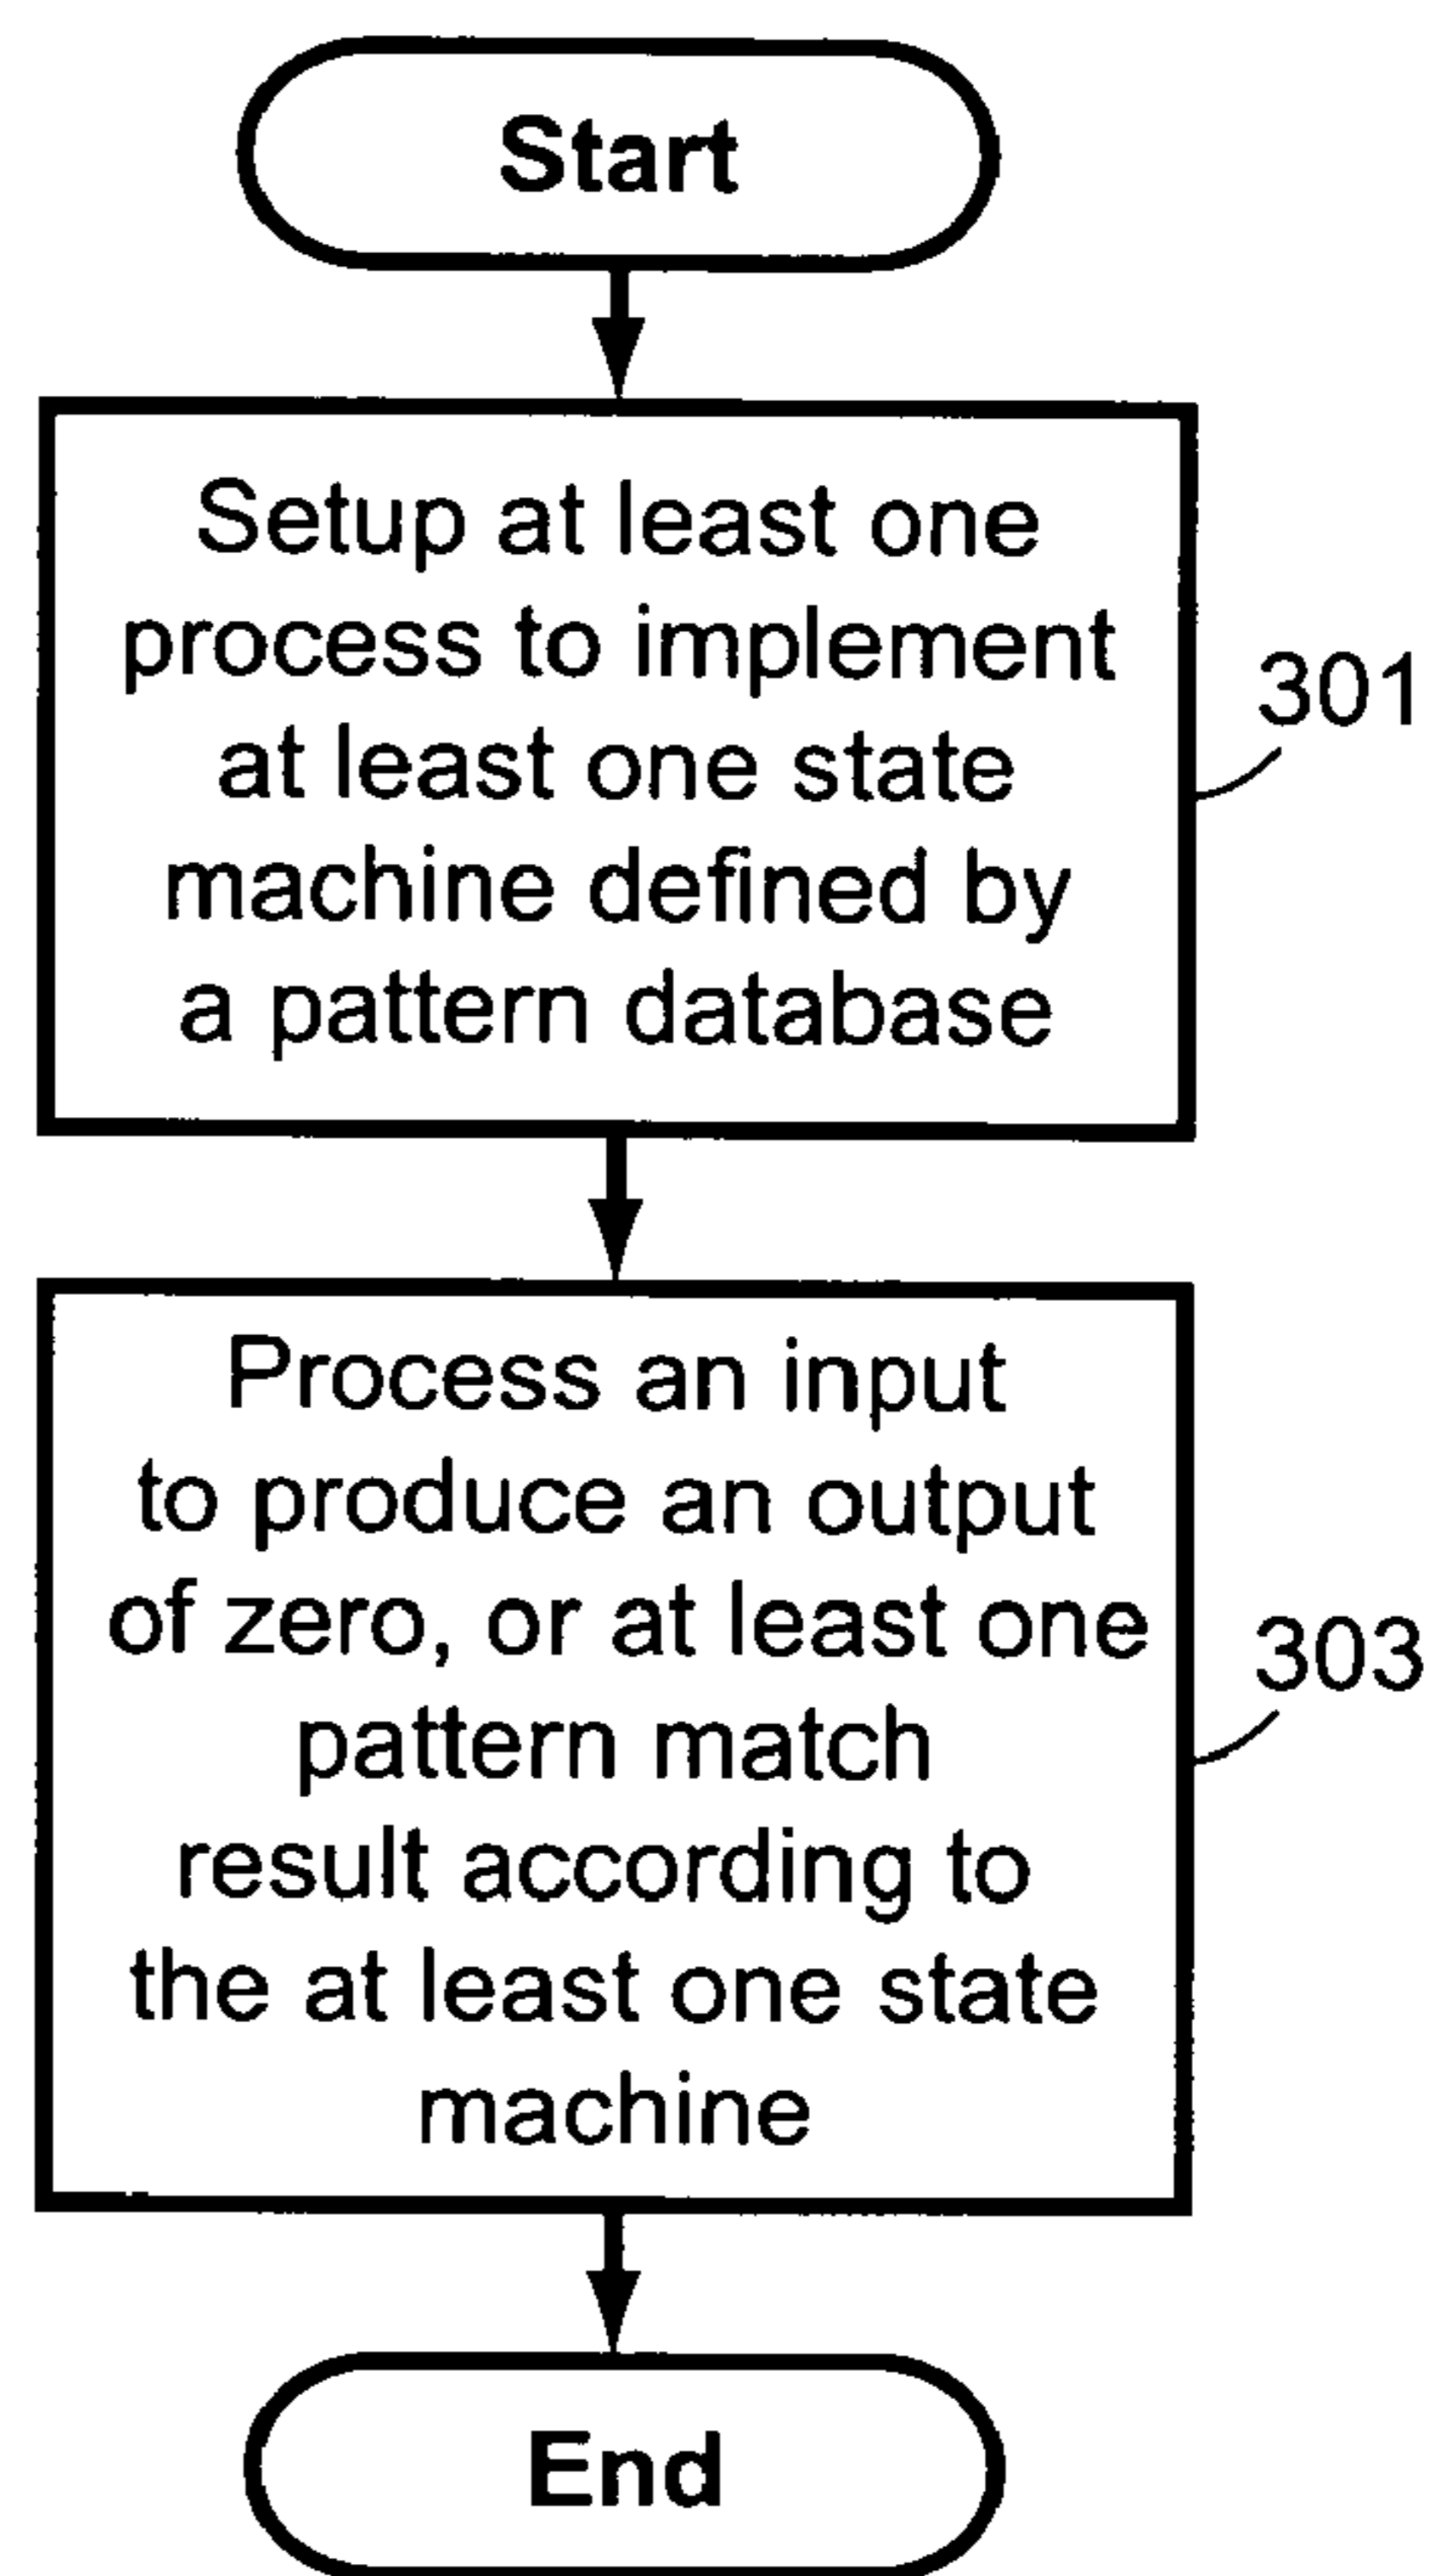 Start
Setup at least one
process to implement
at least one state
machine defined by
a pattern database
301
Process an input
to produce an output
of zero, or at least one
pattern match
result according to
the at least one state
machine
303
End